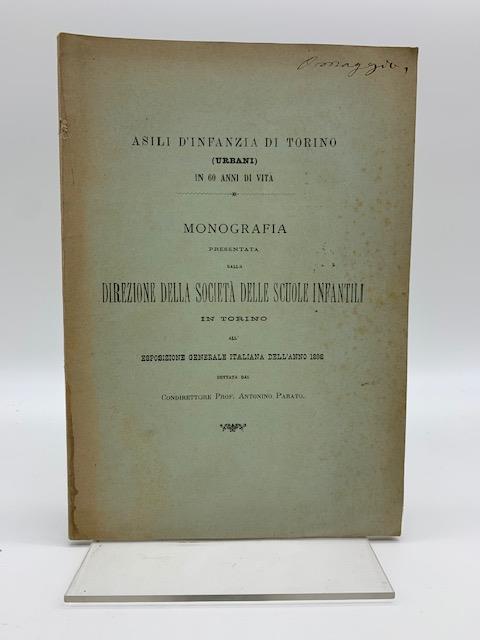 Omaggio,
ASILI D'INFANZIA DI TORINO
(URBANI)
IN 60 ANNI DI VITA
MONOGRAFIA
PRESENTATA
DALLA
DIREZIONE DELLA SOCIETÀ DELLE SCUOLE INFANTILI
IN TORINO
ALL'
ESPOSIZIONE GENERALE ITALIANA DELL'ANNO 1898
DETTATA DAL
CONDIRETTORE PROF. ANTONINO PARATO.